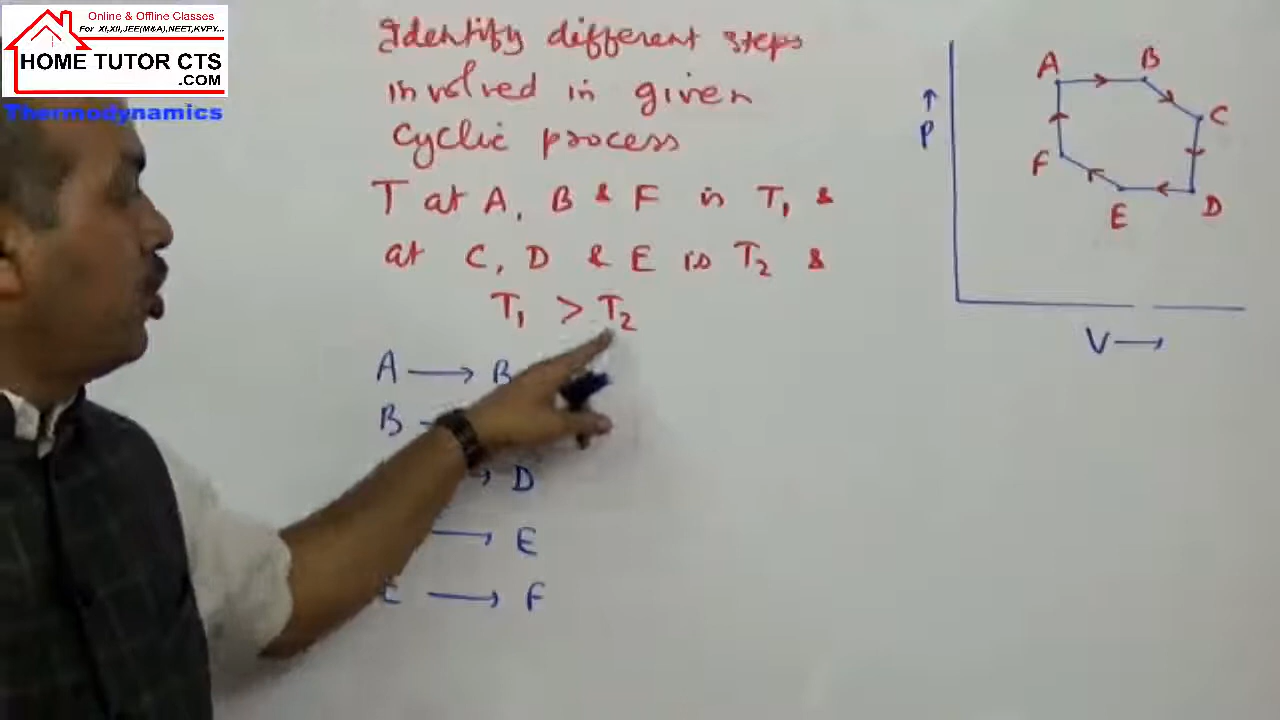 Online & Offline Classes
For XI,XII,JEE(M&A),NEET,KVPY...
HOME TUTOR CTS
.COM
Thermodynamics
Identify different steps
involved in given
cyclic process
T at A, B & F is T₁ &
at C, D & E is T₂ &
T₁ > T₂
A ⟶ B
B
→ D
⟶ E
E ⟶ F
↑
P
A B
C
F
E D
V ⟶